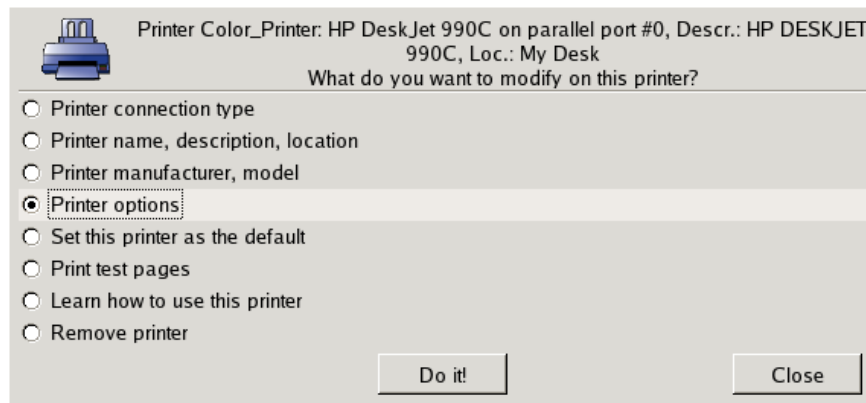 Printer Color_Printer: HP DeskJet 990C on parallel port #0, Descr.: HP DESKJET
990C, Loc.: My Desk
What do you want to modify on this printer?
Printer connection type
Printer name, description, location
Printer manufacturer, model
Printer options
Set this printer as the default
Print test pages
Learn how to use this printer
Remove printer
Do it!
Close